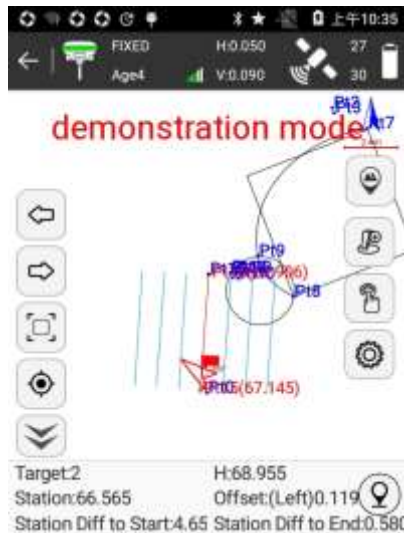 上午10:35
FIXED H:0.050 27
Age4 V:0.090 30
demonstration mode
Pt7
Pt9
Pt8
(67.145)
Target:2 H:68.955
Station:66.565 Offset:(Left)0.119
Station Diff to Start:4.65 Station Diff to End:0.580